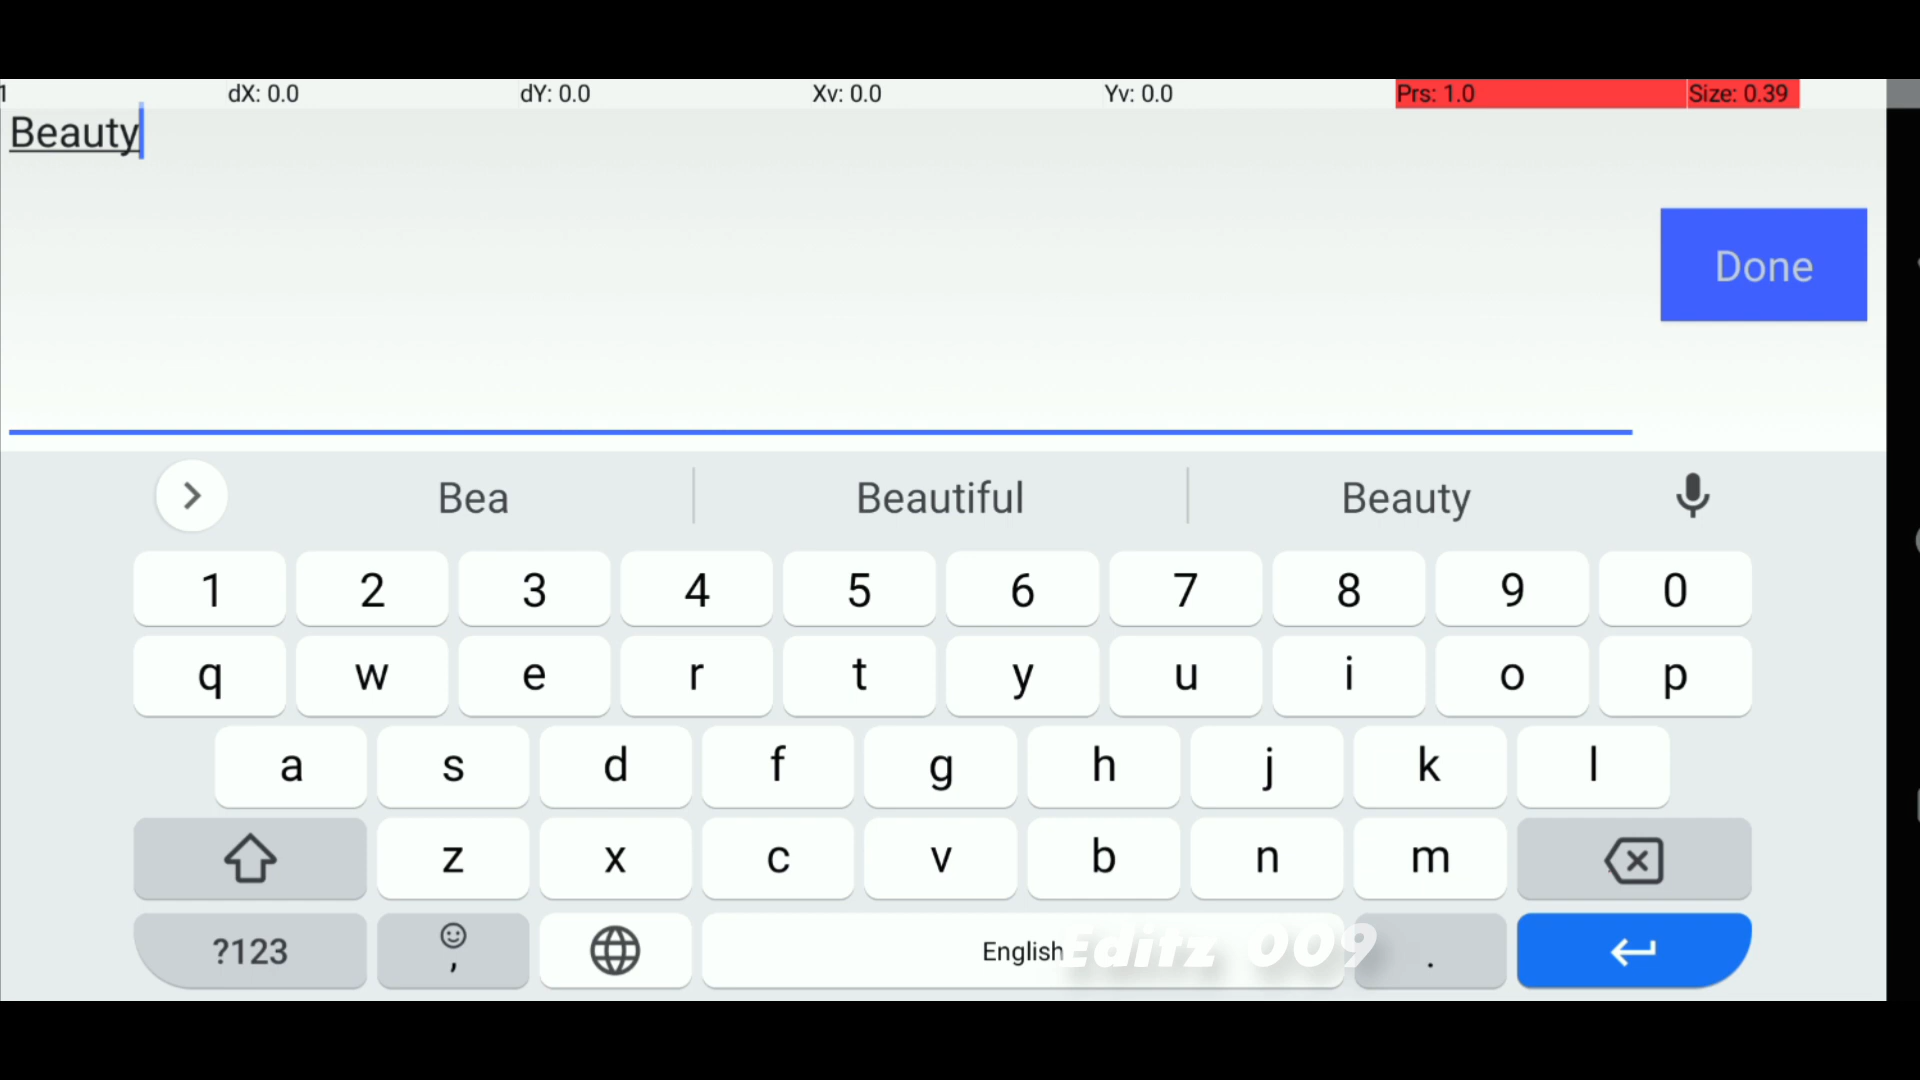 1 dX: 0.0 dY: 0.0 Xv: 0.0 Yv: 0.0 Prs: 1.0 Size: 0.39
Beauty
Done
Bea Beautiful Beauty
1 2 3 4 5 6 7 8 9 0
q w e r t y u i o p
a s d f g h j k l
z x c v b n m
?123 , English .
Editz 009